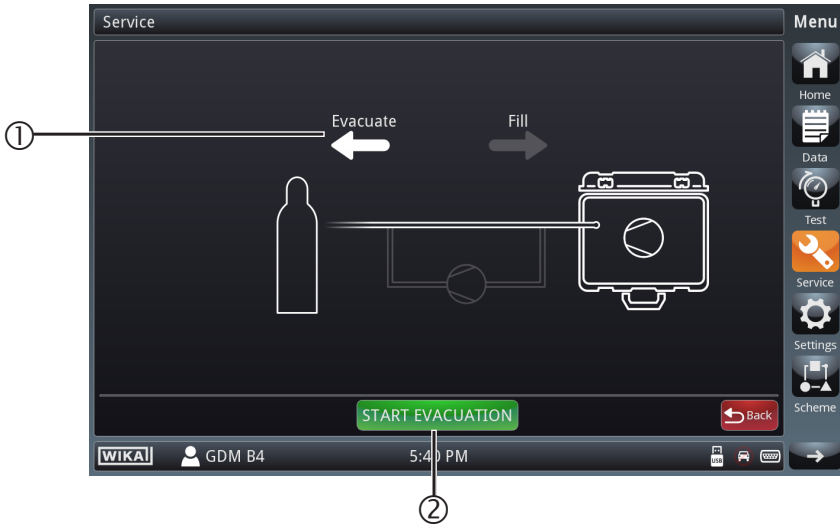 Service
Menu
Evacuate
Fill
Home
Data
Test
Service
Settings
Scheme
START EVACUATION
Back
WIKAI
GDM B4
5:40 PM
USB
①
②